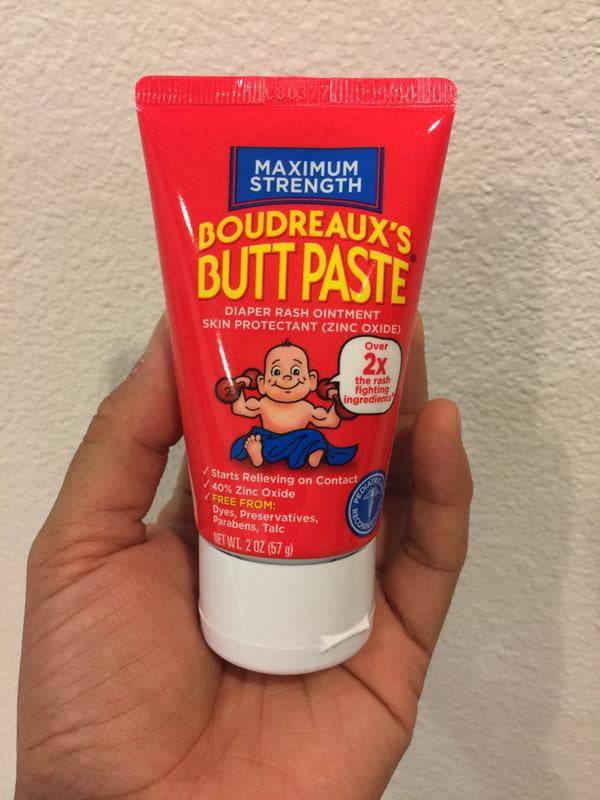 MAXIMUM
STRENGTH
BOUDREAUX'S
BUTT PASTE®
DIAPER RASH OINTMENT
SKIN PROTECTANT (ZINC OXIDE)
Over
2x
the rash
fighting
ingredients*
✓ Starts Relieving on Contact
✓ 40% Zinc Oxide
✓ FREE FROM:
Dyes, Preservatives,
Parabens, Talc
NET WT. 2 OZ (57 g)